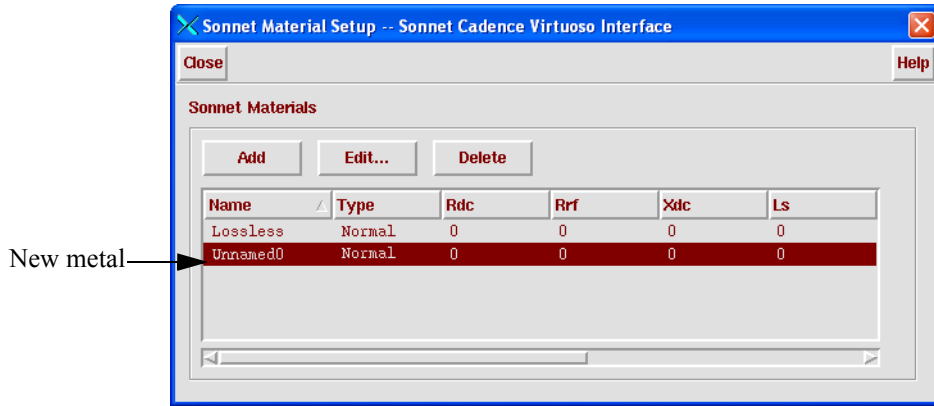 Sonnet Material Setup -- Sonnet Cadence Virtuoso Interface
Close Help
Sonnet Materials
Add Edit... Delete
Name Type Rdc Rrf Xdc Ls
Lossless Normal 0 0 0 0
New metal Unnamed0 Normal 0 0 0 0